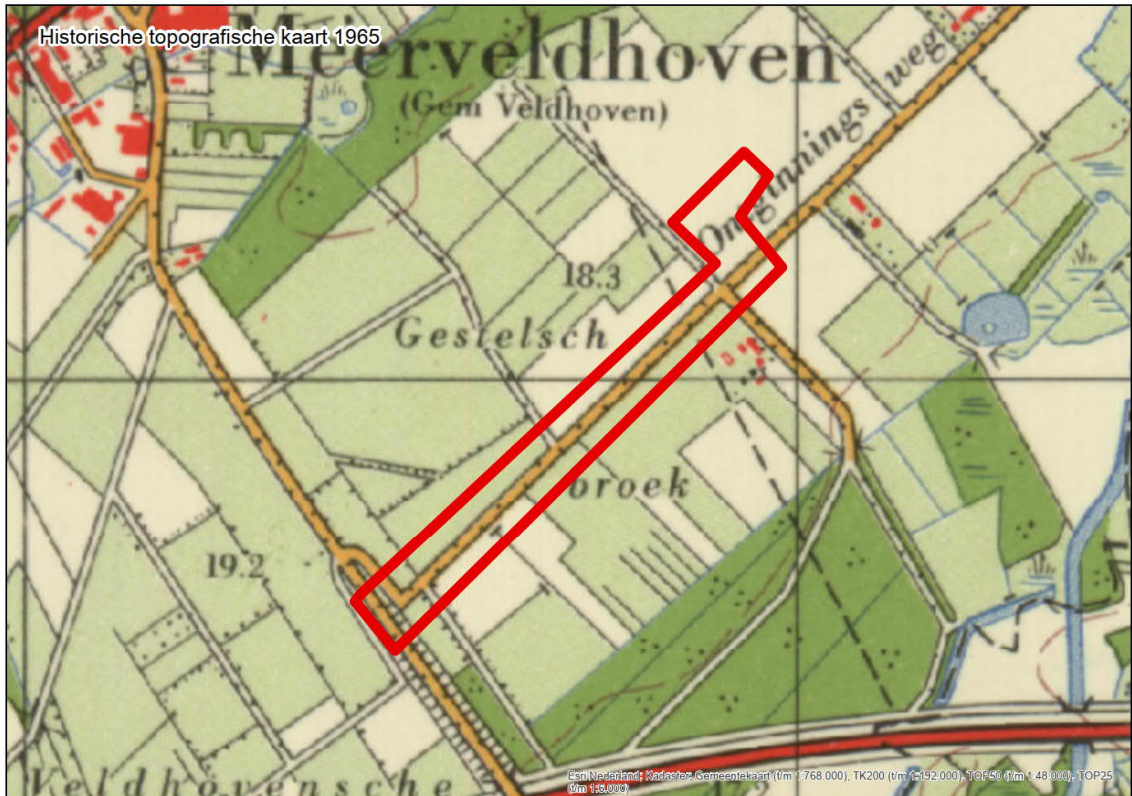 Historische topografische kaart 1965
Meerveldhoven
(Gem Veldhoven)
Ontginnings weg
18.3
Gestelsch
broek
19.2
Veldhovensche
Esri Nederland; Kadaster, Gemeentekaart (t/m 1:768.000), TK200 (t/m 1:192.000), TOP50 (t/m 1:48.000), TOP25
(t/m 1:6.000)